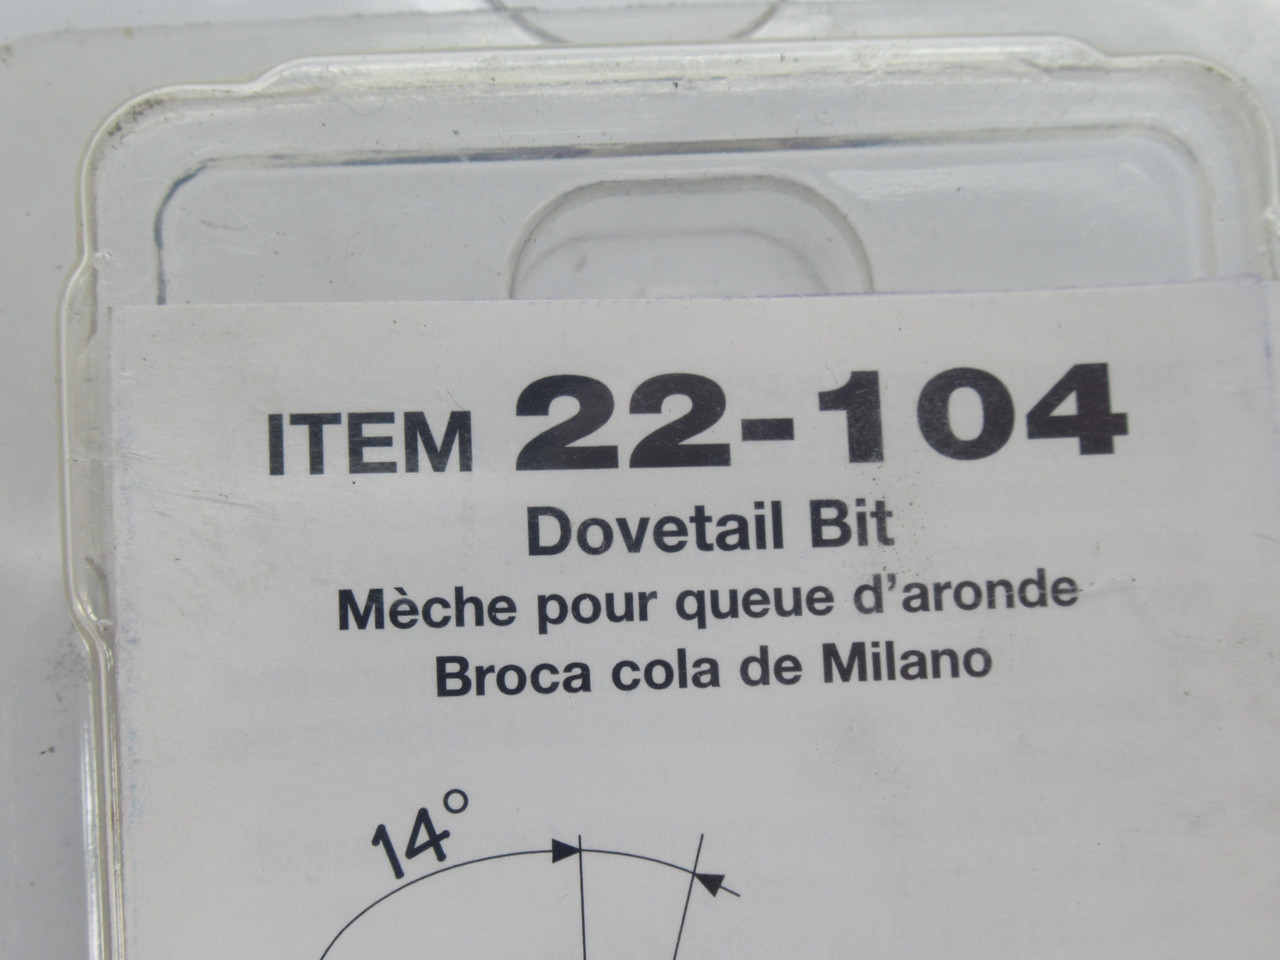 ITEM 22-104
Dovetail Bit
Mèche pour queue d'aronde
Broca cola de Milano
14°